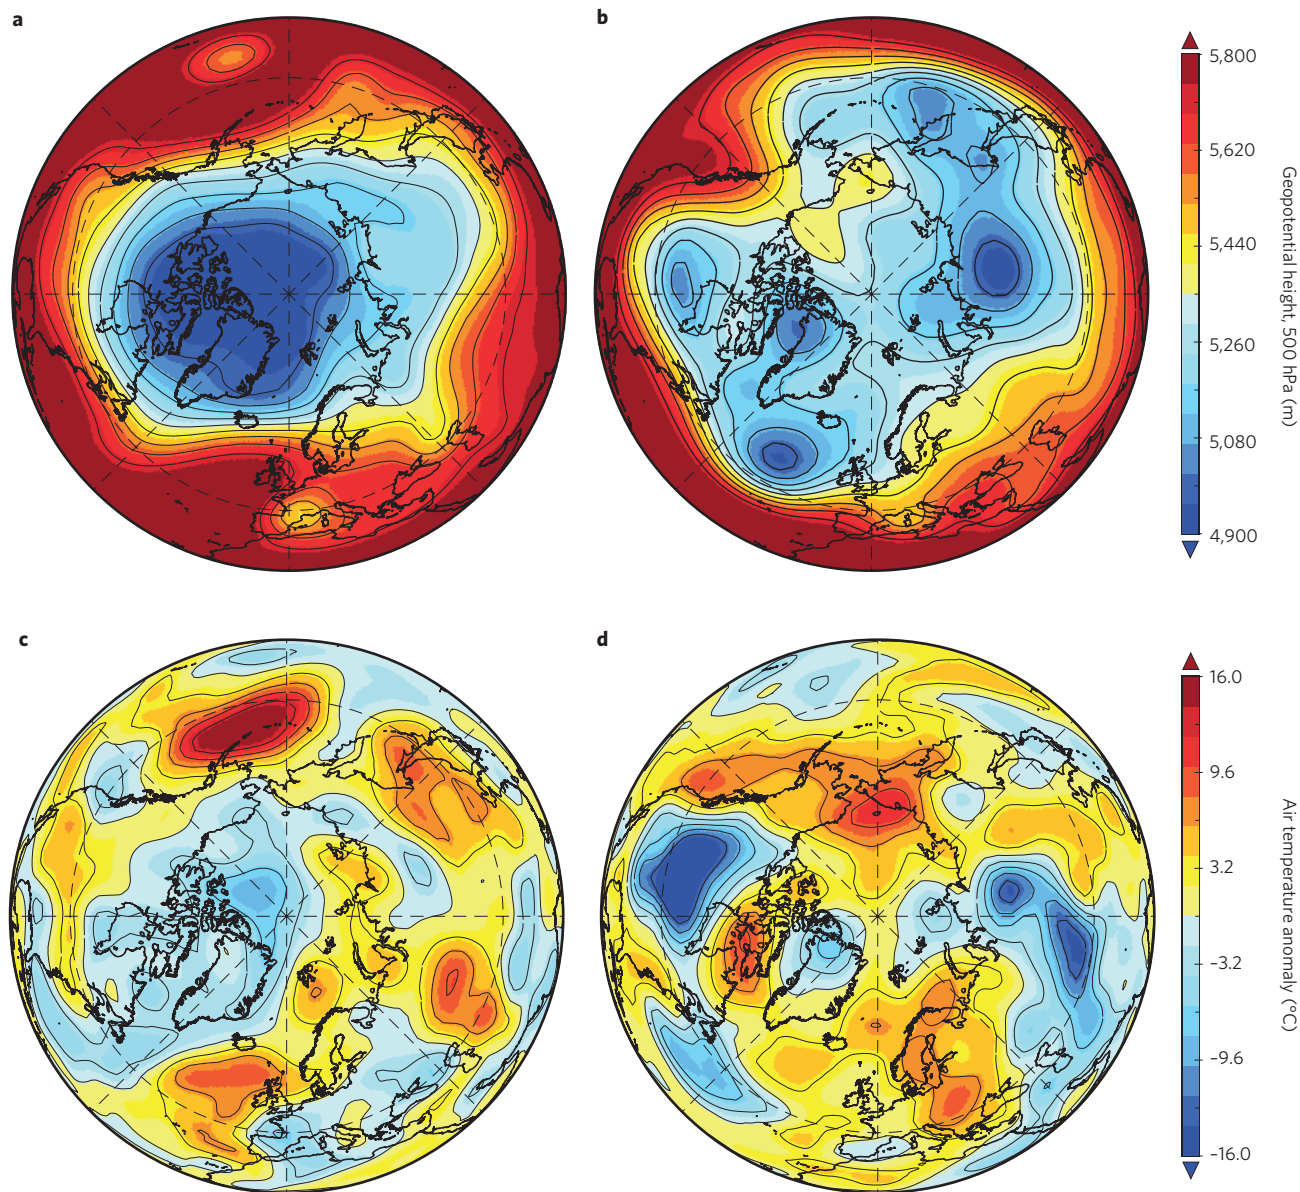 a
b
5,800
5,620
5,440
5,260
5,080
4,900
Geopotential height, 500 hPa (m)
c
d
16.0
9.6
3.2
-3.2
-9.6
-16.0
Air temperature anomaly (°C)